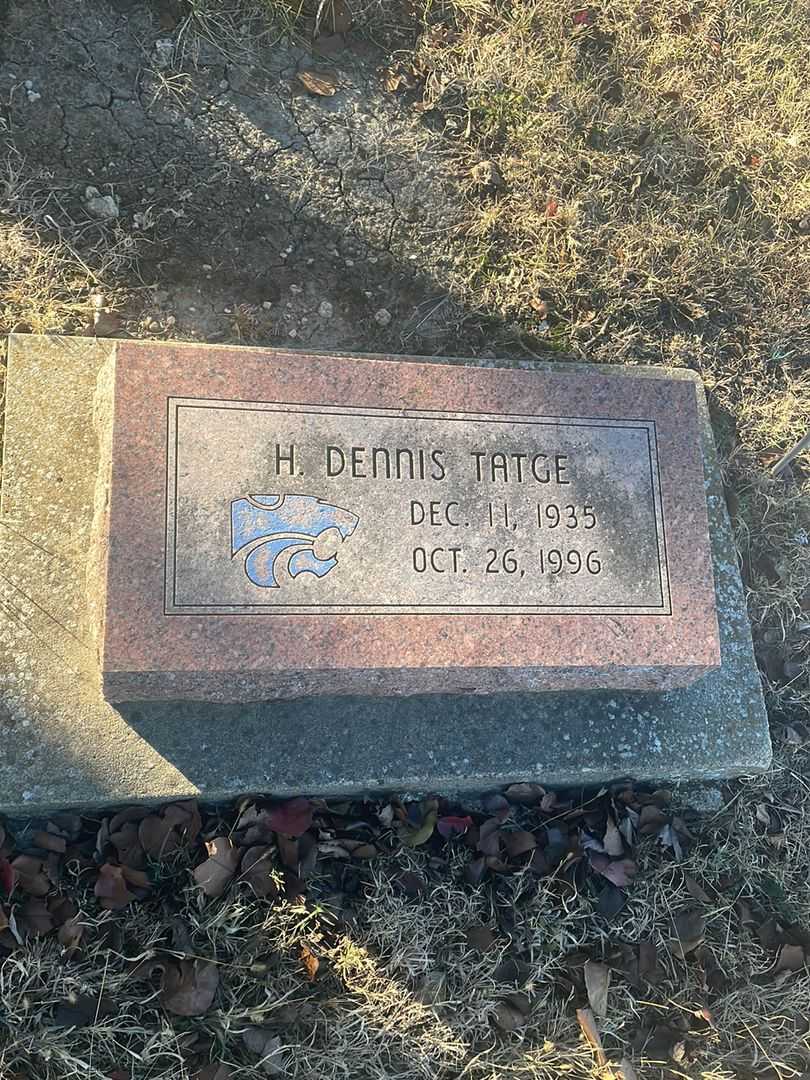 H. DENNIS TATGE
DEC. 11, 1935
OCT. 26, 1996